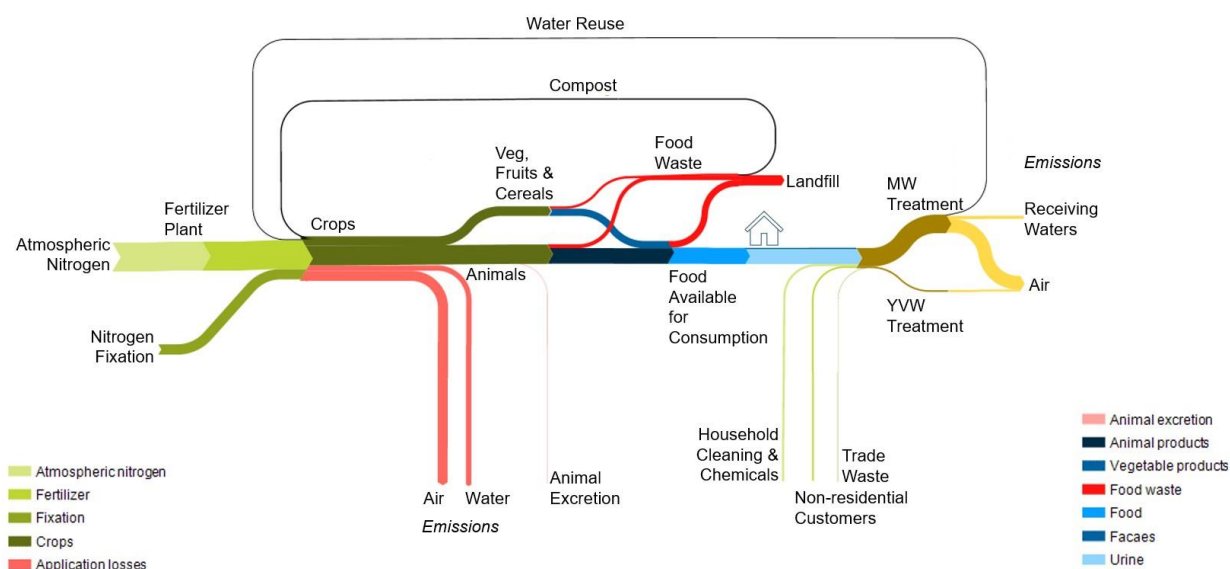 Water Reuse
Compost
Veg,
Fruits &
Cereals
Food
Waste
Landfill
Emissions
MW
Treatment
Receiving
Waters
Fertilizer
Plant
Crops
Atmospheric
Nitrogen
Animals
Food
Available
for
Consumption
Air
YVW
Treatment
Nitrogen
Fixation
Household
Cleaning &
Chemicals
Trade
Waste
Non-residential
Customers
Air
Water
Emissions
Animal
Excretion
Atmospheric nitrogen
Fertilizer
Fixation
Crops
Application losses
Animal excretion
Animal products
Vegetable products
Food waste
Food
Facaes
Urine